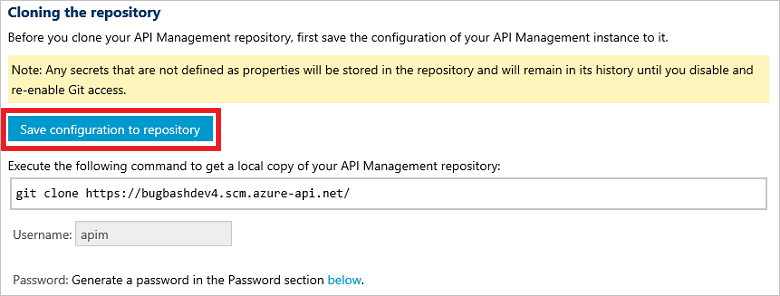 Cloning the repository
Before you clone your API Management repository, first save the configuration of your API Management instance to it.
Note: Any secrets that are not defined as properties will be stored in the repository and will remain in its history until you disable and
re-enable Git access.
Save configuration to repository
Execute the following command to get a local copy of your API Management repository:
git clone https://bugbashdev4.scm.azure-api.net/
Username: apim
Password: Generate a password in the Password section below.